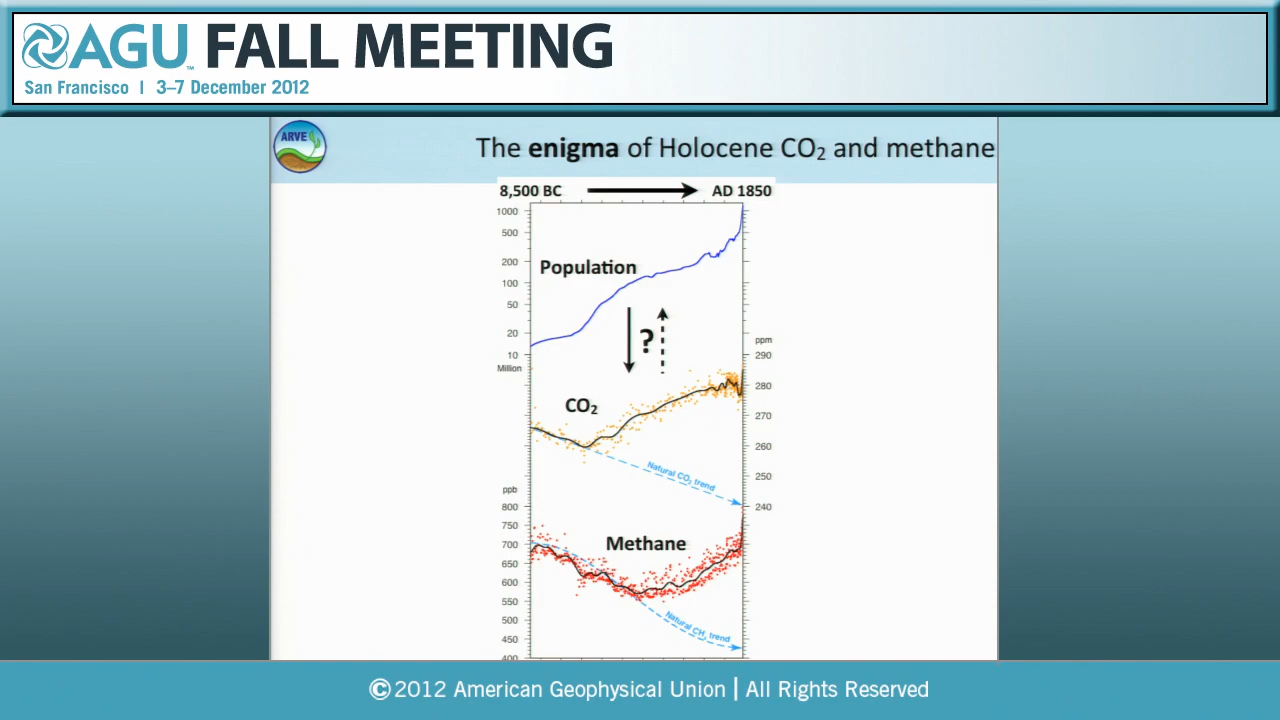 AGU™ FALL MEETING
San Francisco | 3–7 December 2012
ARVE
The enigma of Holocene CO₂ and methane
8,500 BC
AD 1850
1000
500
200
100
50
20
10
Million
Population
?
ppm
290
280
270
260
250
240
CO₂
Natural CO₂ trend
ppb
800
750
700
650
600
550
500
450
400
Methane
Natural CH₄ trend
©2012 American Geophysical Union | All Rights Reserved